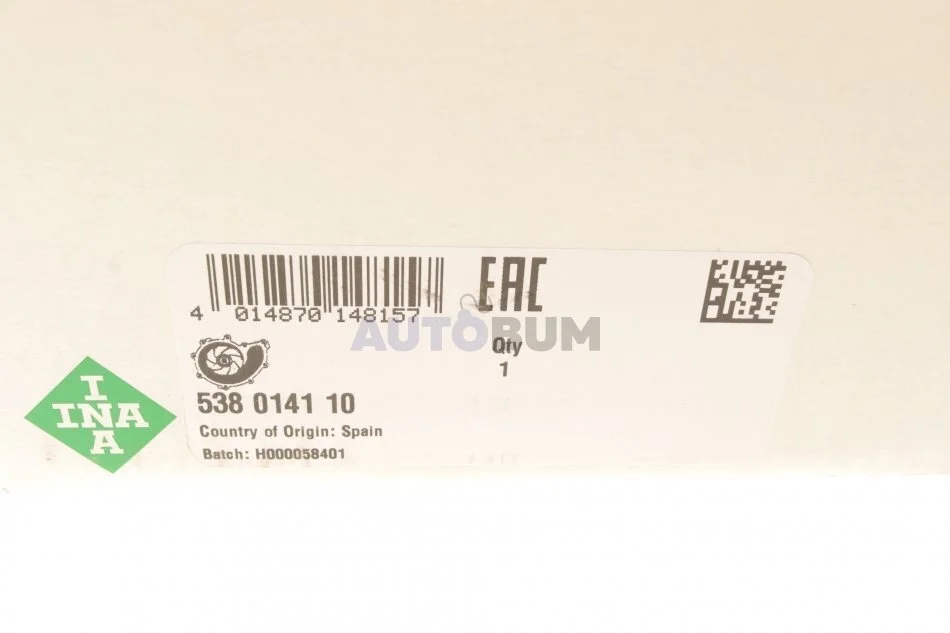 EAC
4 014870 148157
AUTOBUM
Qty
1
538 0141 10
Country of Origin: Spain
Batch: H000058401
I
INA
A